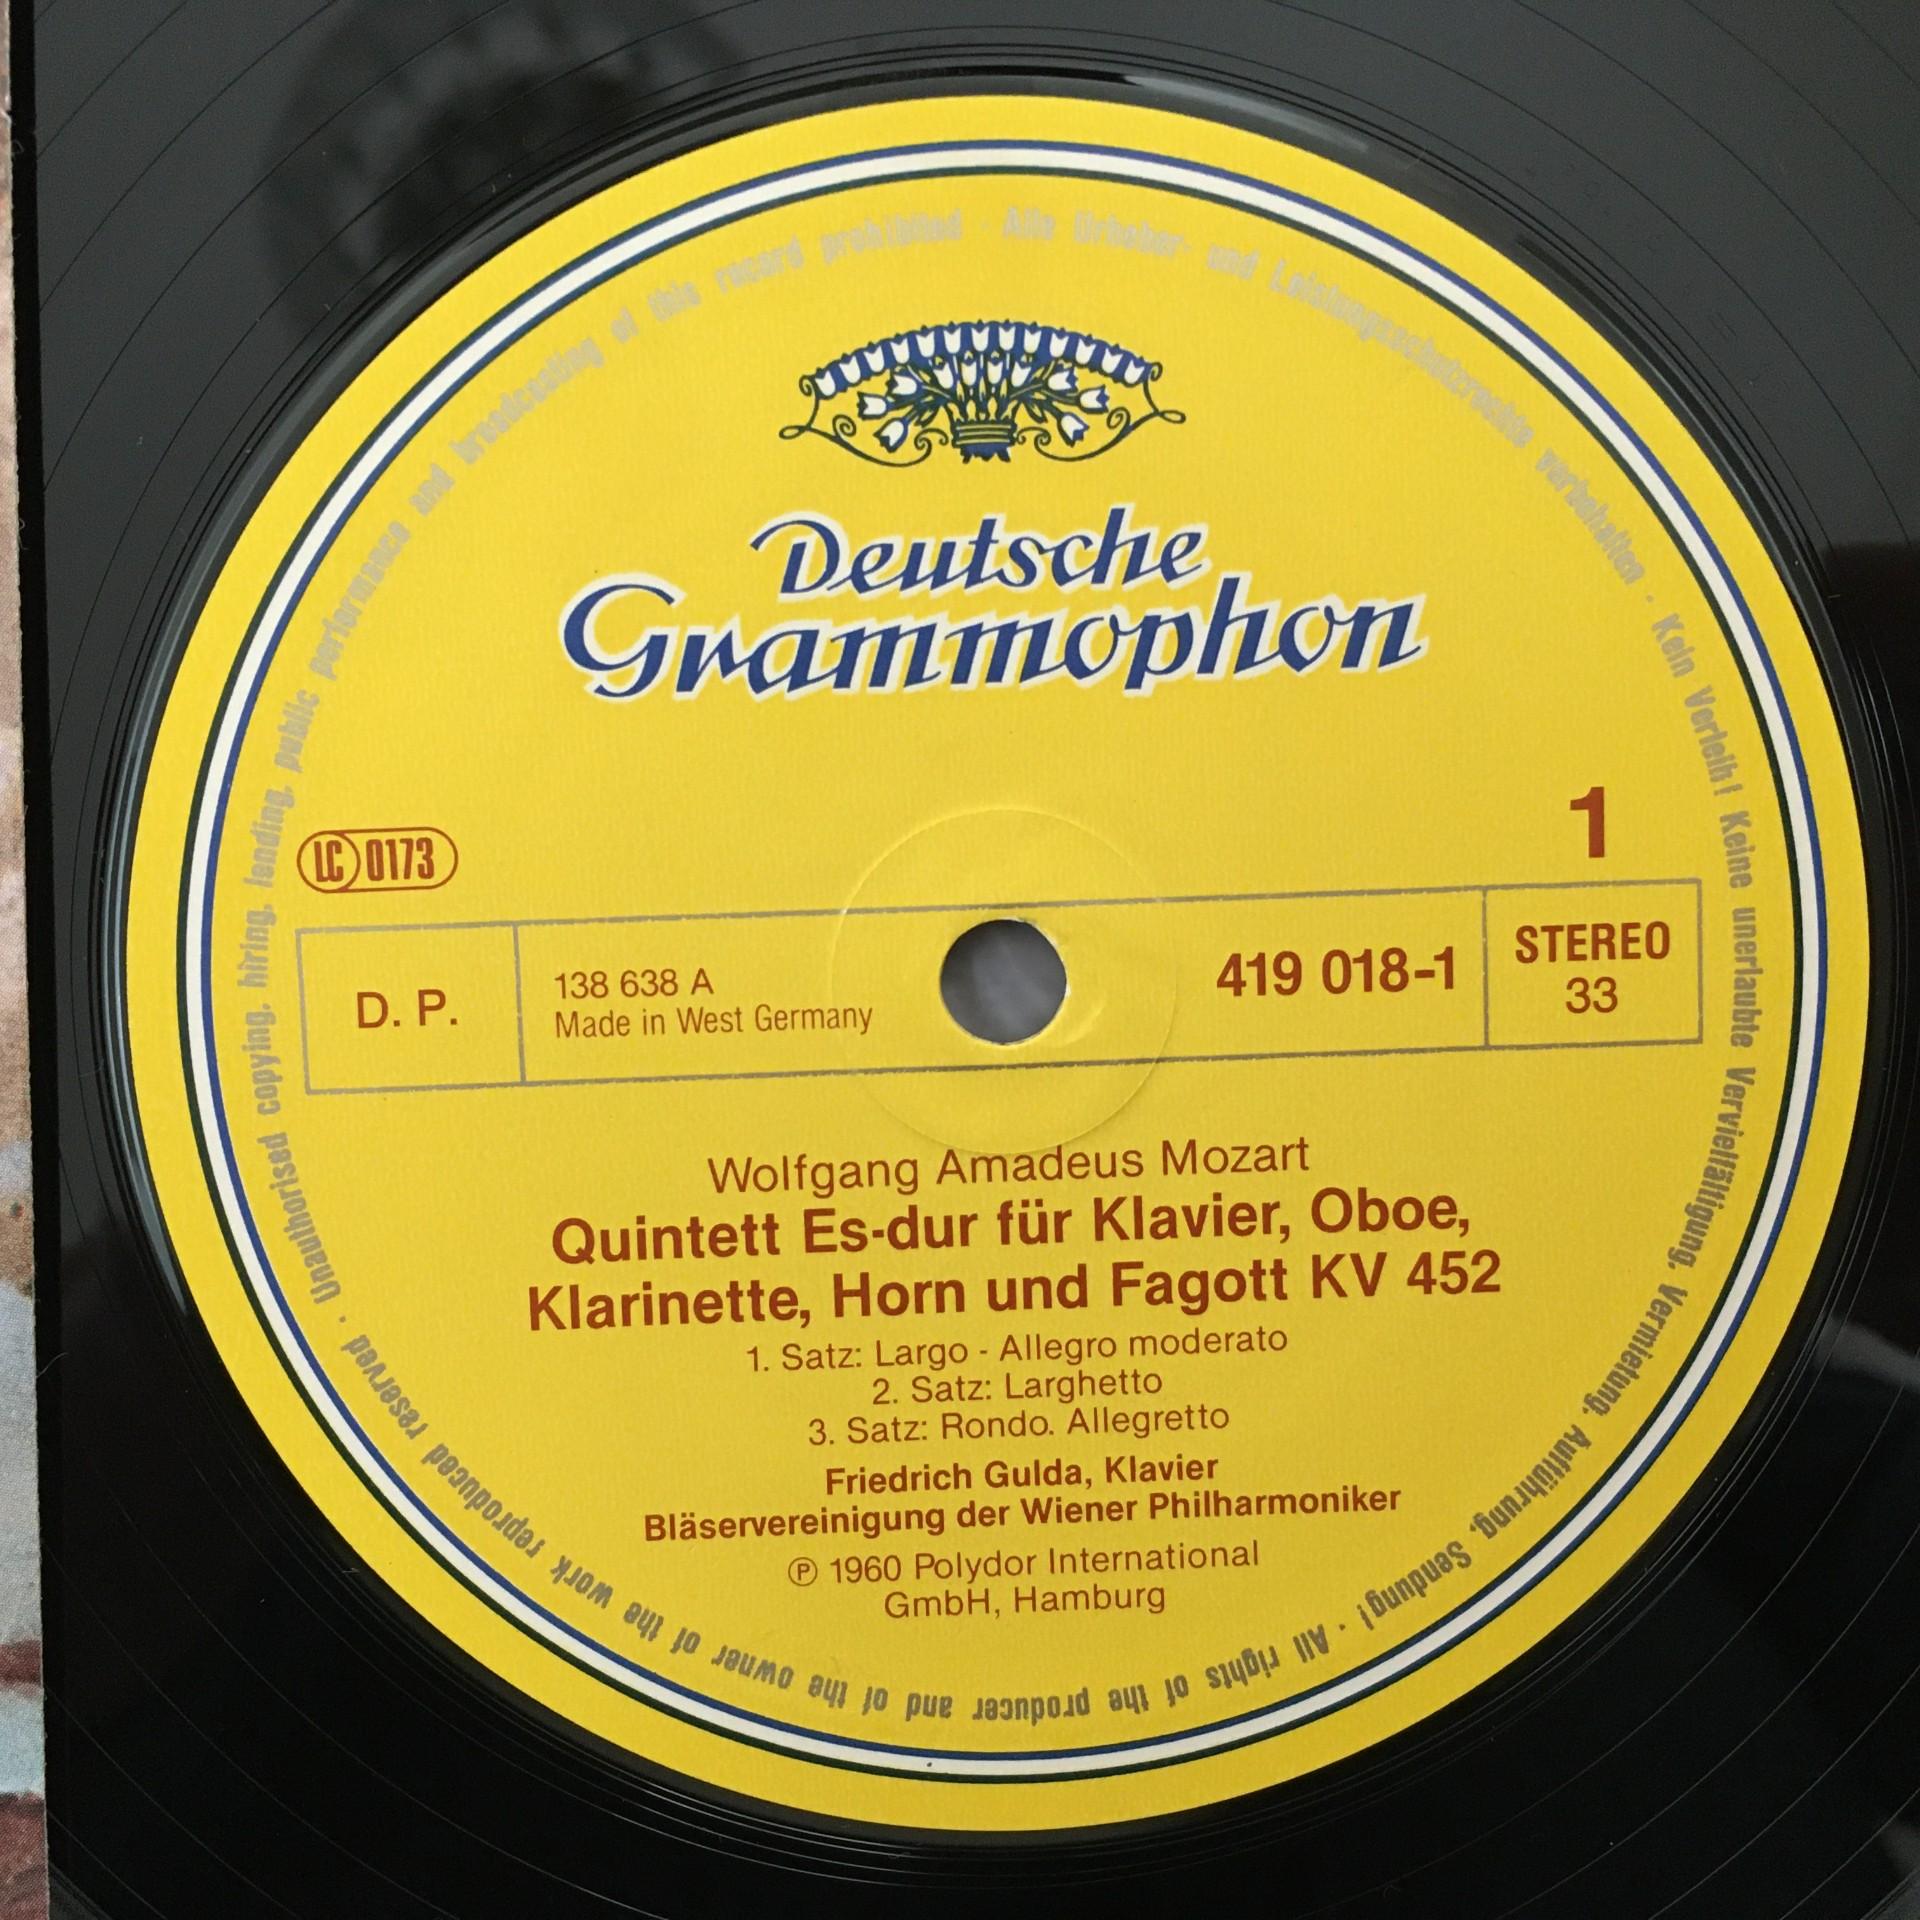 Deutsche
Grammophon
LC 0173
1
D. P.
138 638 A
Made in West Germany
419 018-1
STEREO
33
Wolfgang Amadeus Mozart
Quintett Es-dur für Klavier, Oboe,
Klarinette, Horn und Fagott KV 452
1. Satz: Largo - Allegro moderato
2. Satz: Larghetto
3. Satz: Rondo. Allegretto
Friedrich Gulda, Klavier
Bläservereinigung der Wiener Philharmoniker
℗ 1960 Polydor International
GmbH, Hamburg
Alle Urheber- und Leistungsschutzrechte vorbehalten · Kein Verleih! Keine unerlaubte Vervielfältigung, Vermietung, Aufführung, Sendung! · All rights of the producer and of the owner of the work reproduced reserved · Unauthorised copying, hiring, lending, public performance and broadcasting of this record prohibited ·